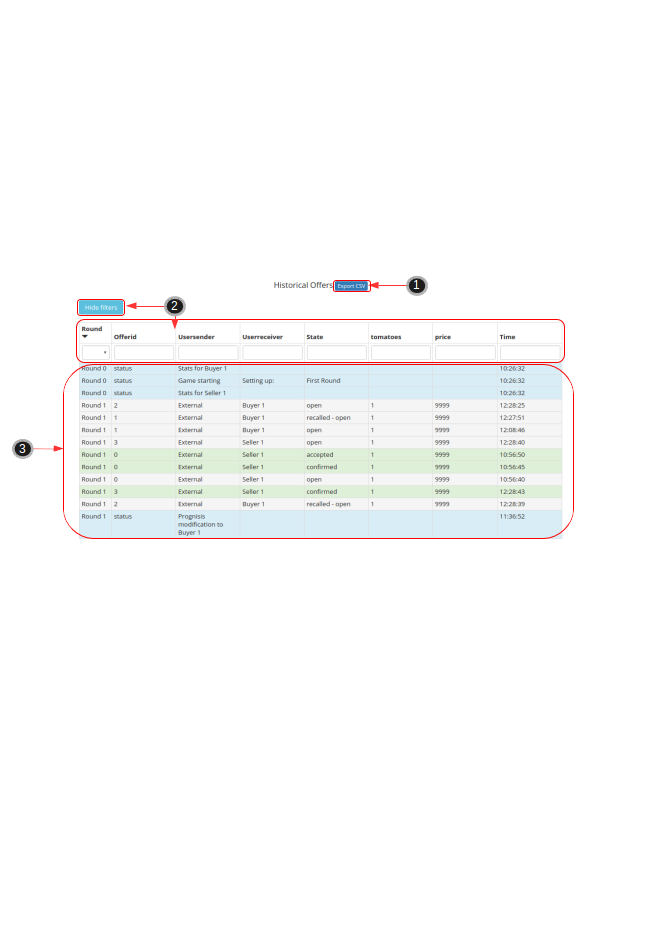 Historical Offers Export CSV 1
Hide filters 2
Round
Offerid Usersender Userreceiver State tomatoes price Time
Round 0 status Stats for Buyer 1 10:26:32
Round 0 status Game starting Setting up: First Round 10:26:32
Round 0 status Stats for Seller 1 10:26:32
Round 1 2 External Buyer 1 open 1 9999 12:28:25
Round 1 1 External Buyer 1 recalled - open 1 9999 12:27:51
Round 1 1 External Buyer 1 open 1 9999 12:08:46
3 Round 1 3 External Seller 1 open 1 9999 12:28:40
Round 1 0 External Seller 1 accepted 1 9999 10:56:50
Round 1 0 External Seller 1 confirmed 1 9999 10:56:45
Round 1 0 External Seller 1 open 1 9999 10:56:40
Round 1 3 External Seller 1 confirmed 1 9999 12:28:43
Round 1 2 External Buyer 1 recalled - open 1 9999 12:28:39
Round 1 status Prognisis 11:36:52
modification to
Buyer 1